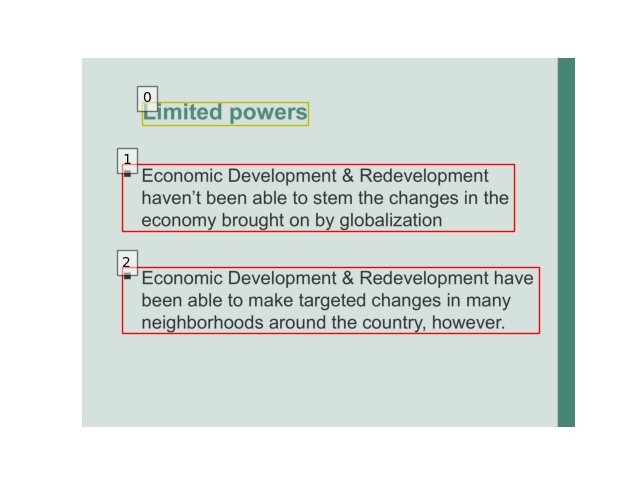 0
Limited powers
1
▪ Economic Development & Redevelopment
haven't been able to stem the changes in the
economy brought on by globalization
2
▪ Economic Development & Redevelopment have
been able to make targeted changes in many
neighborhoods around the country, however.